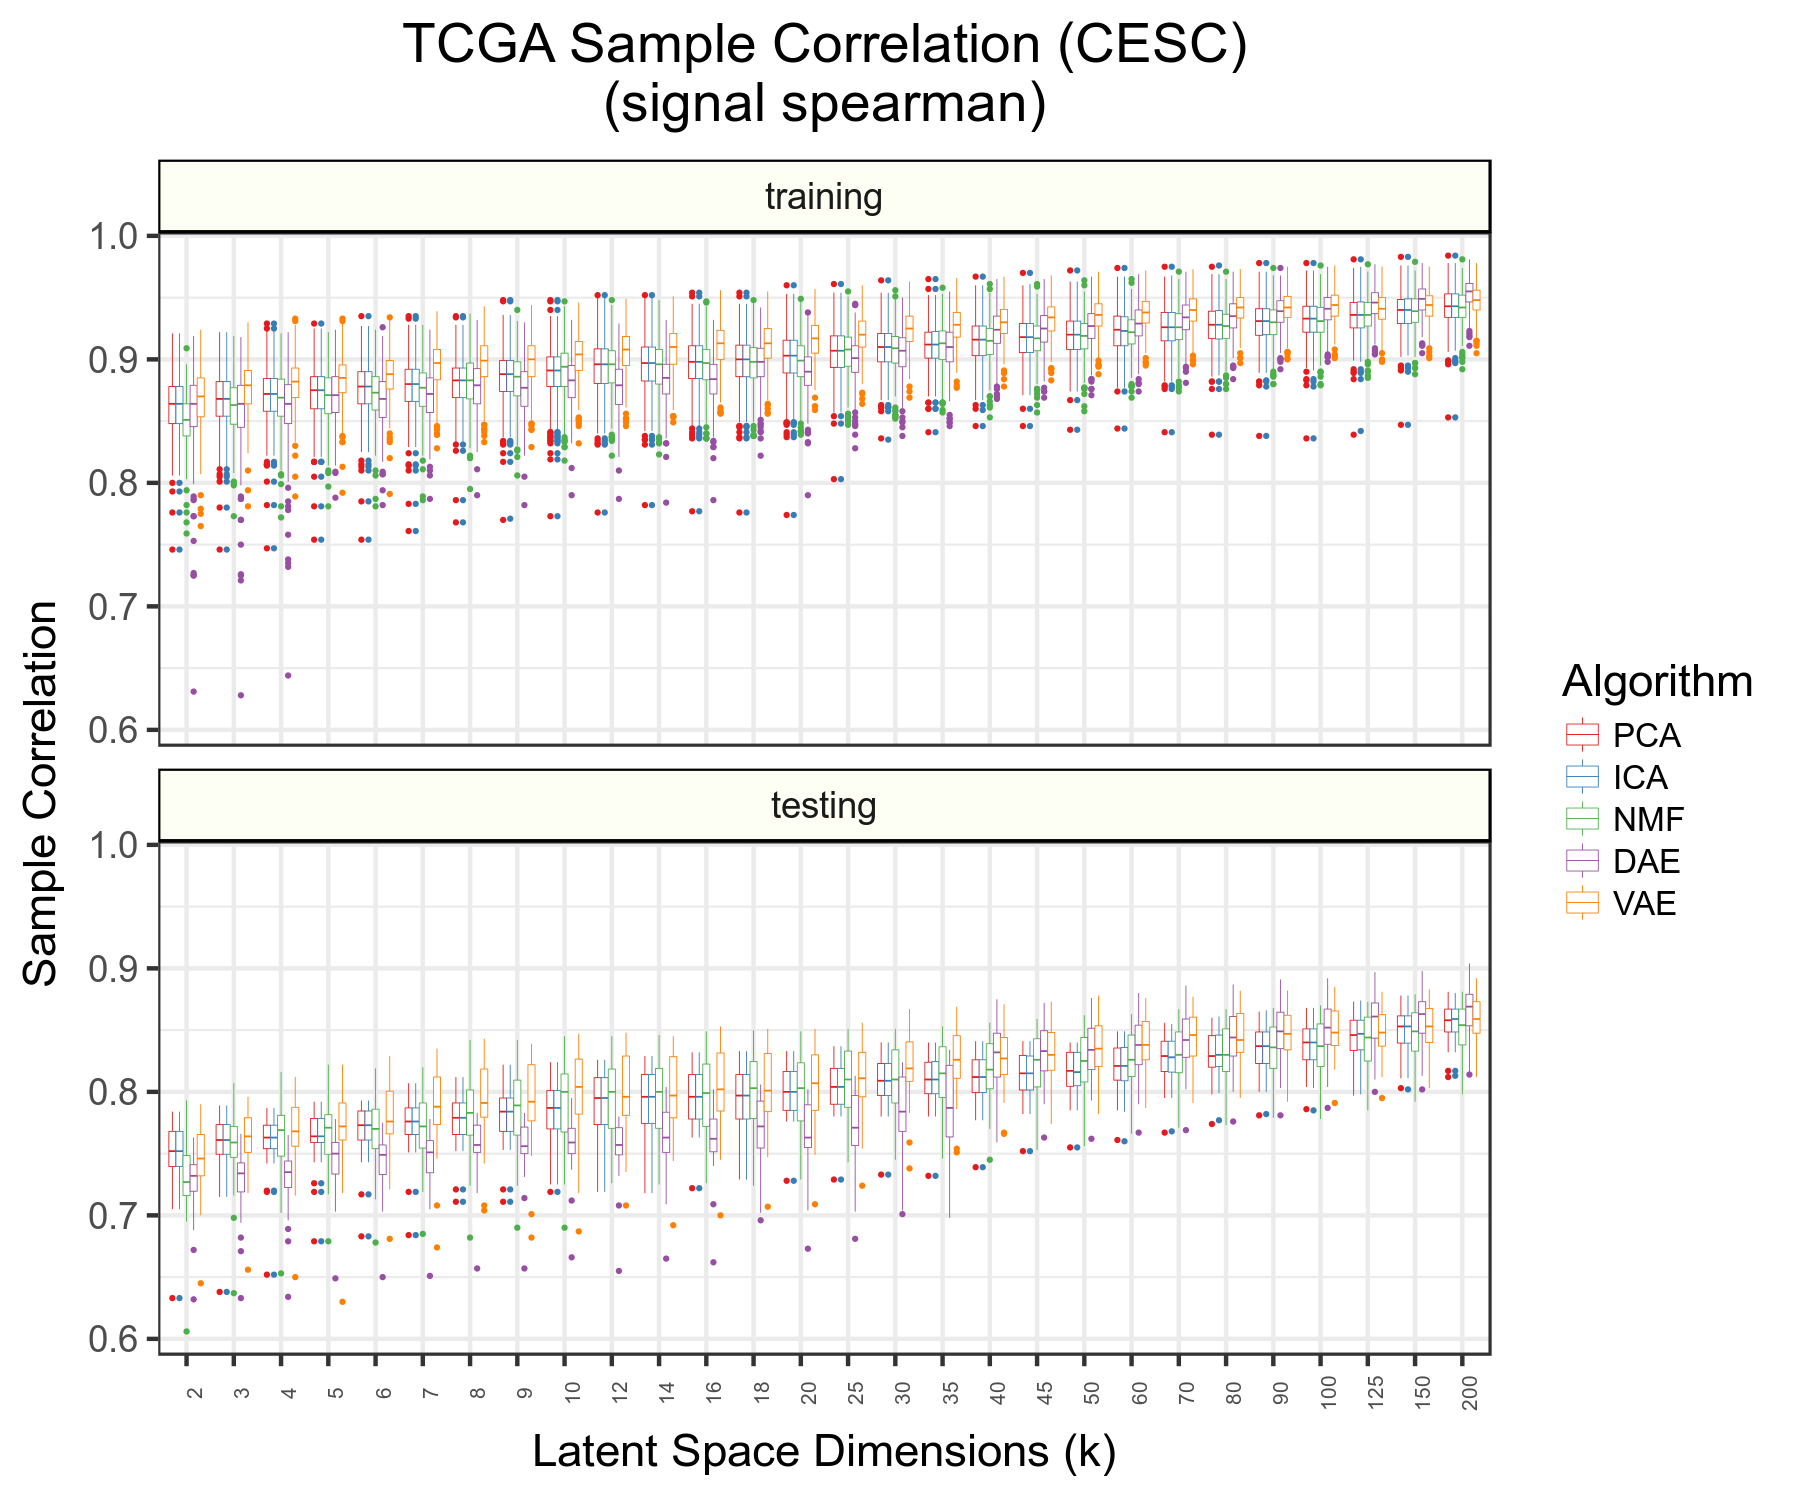 TCGA Sample Correlation (CESC)
(signal spearman)
training
1.0
0.9
0.8
0.7
0.6
testing
1.0
0.9
0.8
0.7
0.6
Sample Correlation
2 3 4 5 6 7 8 9 10 12 14 16 18 20 25 30 35 40 45 50 60 70 80 90 100 125 150 200
Latent Space Dimensions (k)
Algorithm
PCA
ICA
NMF
DAE
VAE